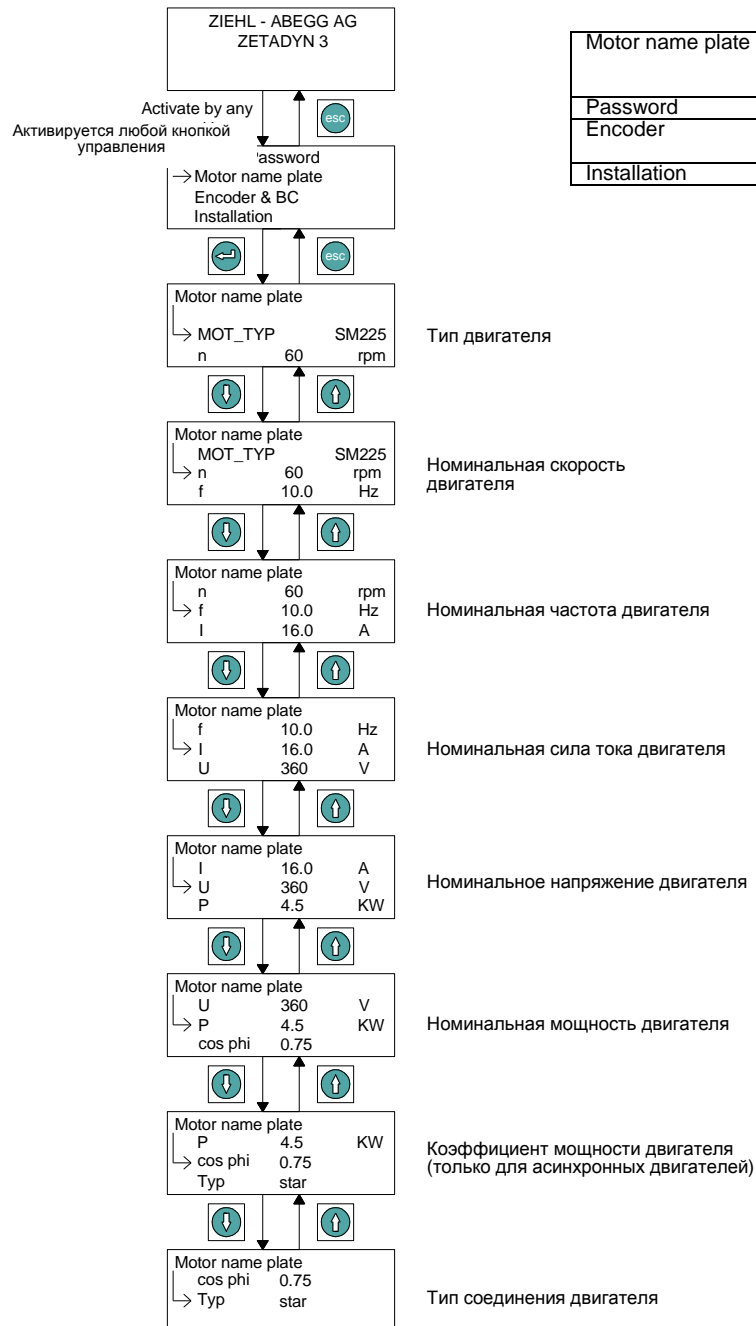 ZIEHL - ABEGG AG
ZETADYN 3
Activate by any
Активируется любой кнопкой
управления
esc
Password
Motor name plate
Encoder & BC
Installation
esc
Motor name plate
MOT_TYP SM225
n 60 rpm
Тип двигателя
Motor name plate
MOT_TYP SM225
n 60 rpm
f 10.0 Hz
Номинальная скорость
двигателя
Motor name plate
n 60 rpm
f 10.0 Hz
I 16.0 A
Номинальная частота двигателя
Motor name plate
f 10.0 Hz
I 16.0 A
U 360 V
Номинальная сила тока двигателя
Motor name plate
I 16.0 A
U 360 V
P 4.5 KW
Номинальное напряжение двигателя
Motor name plate
U 360 V
P 4.5 KW
cos phi 0.75
Номинальная мощность двигателя
Motor name plate
P 4.5 KW
cos phi 0.75
Typ star
Коэффициент мощности двигателя
(только для асинхронных двигателей)
Motor name plate
cos phi 0.75
Typ star
Тип соединения двигателя
Motor name plate
Password
Encoder
Installation